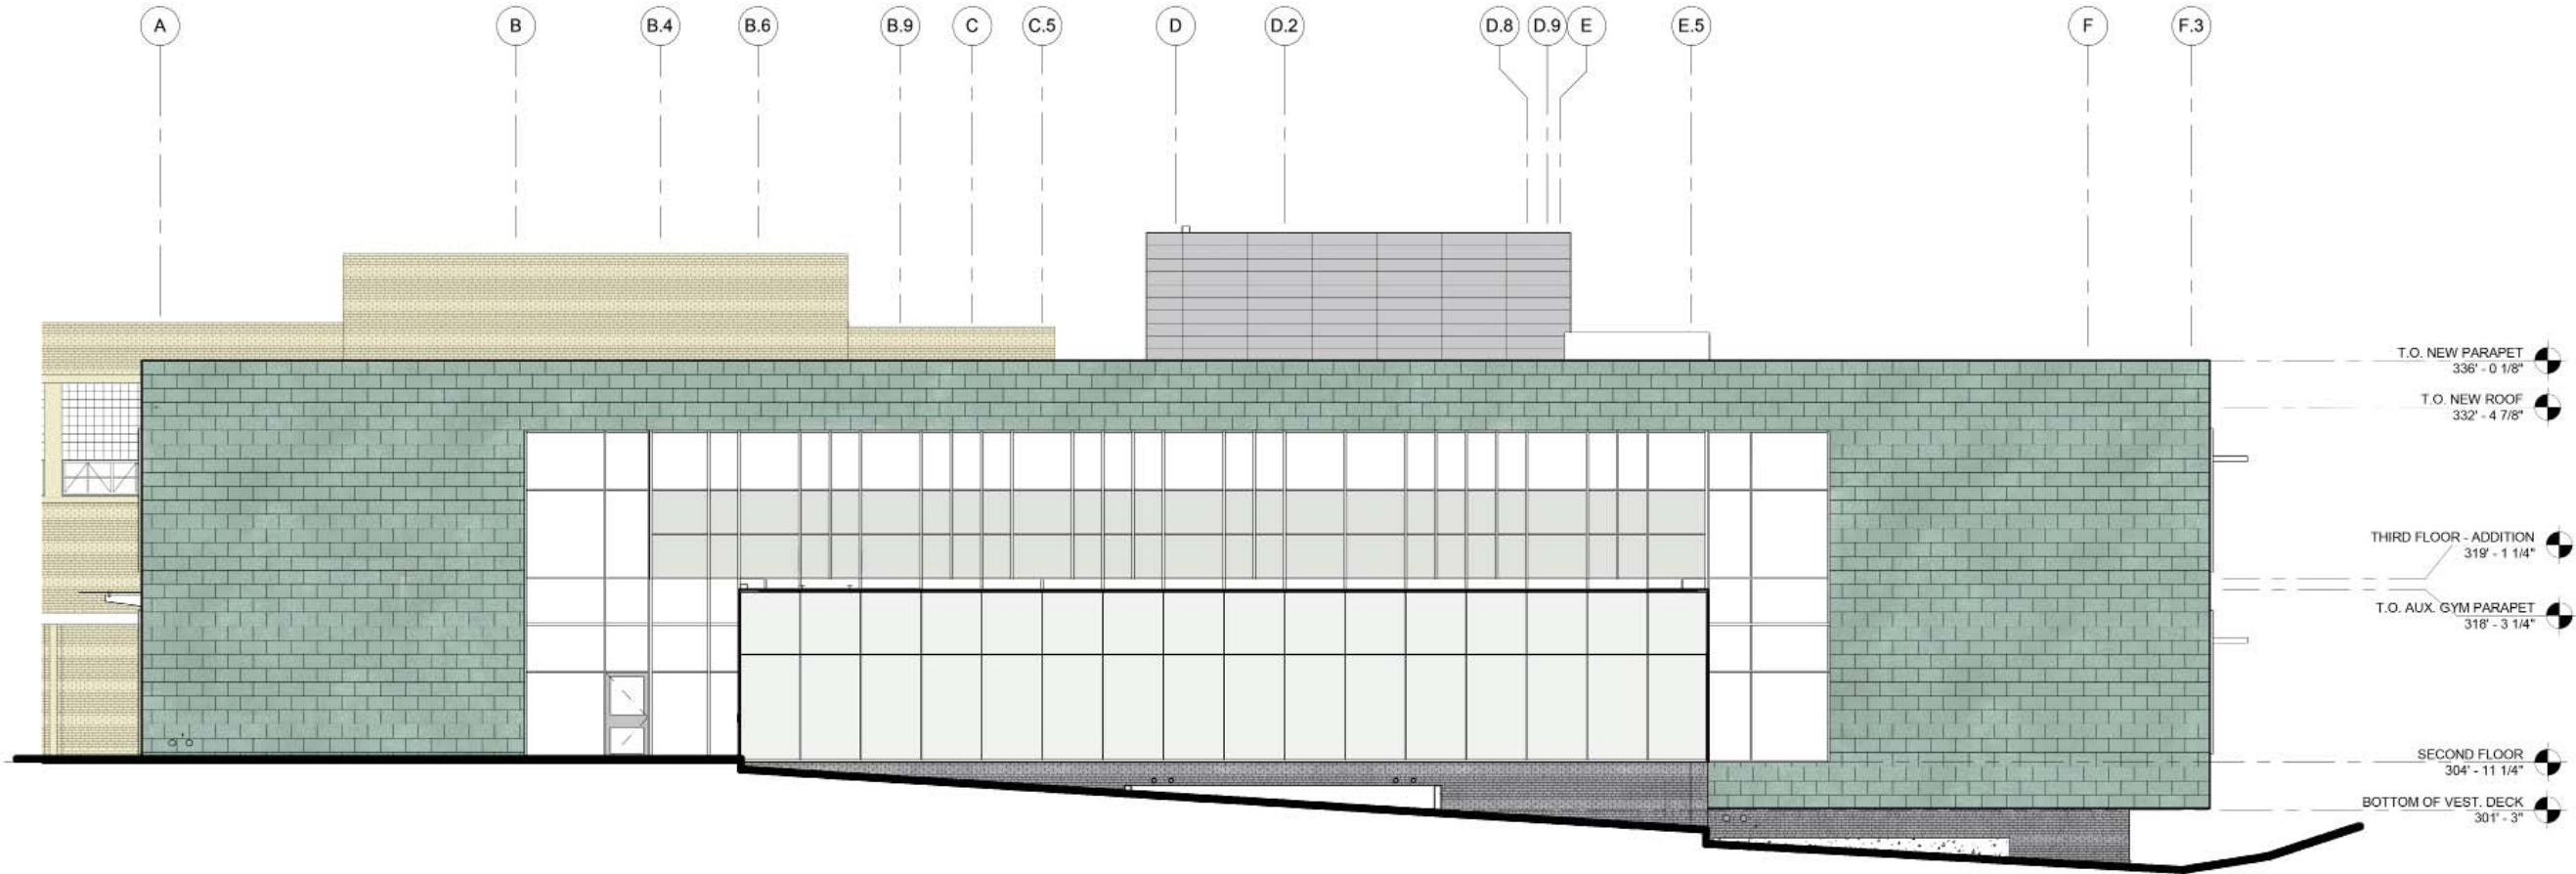 A B B.4 B.6 B.9 C C.5 D D.2 D.8 D.9 E E.5 F F.3
T.O. NEW PARAPET
336' - 0 1/8"
T.O. NEW ROOF
332' - 4 7/8"
THIRD FLOOR - ADDITION
319' - 1 1/4"
T.O. AUX. GYM PARAPET
318' - 3 1/4"
SECOND FLOOR
304' - 11 1/4"
BOTTOM OF VEST. DECK
301' - 3"